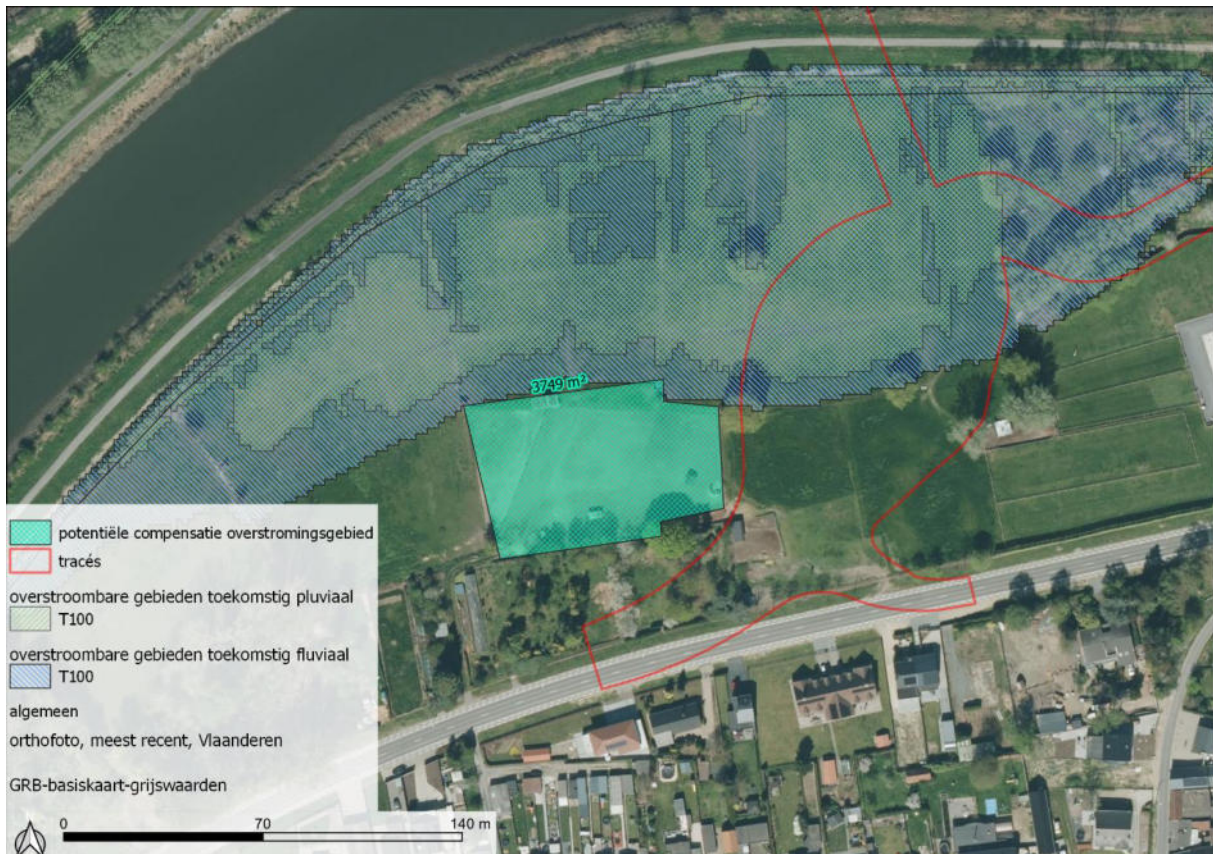 3749 m²
potentiële compensatie overstromingsgebied
tracés
overstroombare gebieden toekomstig pluviaal
T100
overstroombare gebieden toekomstig fluviaal
T100
algemeen
orthofoto, meest recent, Vlaanderen
GRB-basiskaart-grijswaarden
0 70 140 m